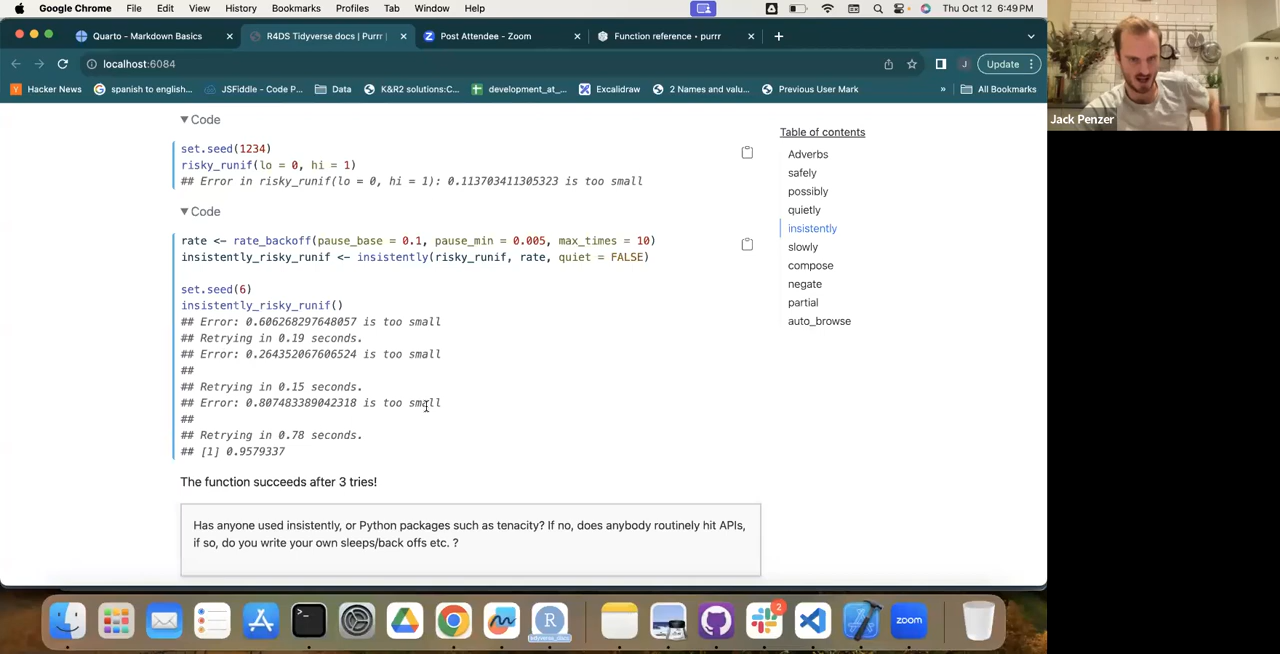 Google Chrome File Edit View History Bookmarks Profiles Tab Window Help Thu Oct 12 6:49 PM
Quarto - Markdown Basics
R4DS Tidyverse docs | Purrr |
Post Attendee - Zoom
Function reference • purrr
localhost:6084
J
Update
Hacker News
spanish to english...
JSFiddle - Code P...
Data
K&R2 solutions:C...
development_at_...
Excalidraw
2 Names and valu...
Previous User Mark
»
All Bookmarks
Jack Penzer
Code
set.seed(1234)
risky_runif(lo = 0, hi = 1)
## Error in risky_runif(lo = 0, hi = 1): 0.113703411305323 is too small
Code
rate <- rate_backoff(pause_base = 0.1, pause_min = 0.005, max_times = 10)
insistently_risky_runif <- insistently(risky_runif, rate, quiet = FALSE)
set.seed(6)
insistently_risky_runif()
## Error: 0.606268297648057 is too small
## Retrying in 0.19 seconds.
## Error: 0.264352067606524 is too small
##
## Retrying in 0.15 seconds.
## Error: 0.807483389042318 is too small
##
## Retrying in 0.78 seconds.
## [1] 0.9579337
The function succeeds after 3 tries!
Has anyone used insistently, or Python packages such as tenacity? If no, does anybody routinely hit APIs,
if so, do you write your own sleeps/back offs etc. ?
Table of contents
Adverbs
safely
possibly
quietly
insistently
slowly
compose
negate
partial
auto_browse
R
2
zoom